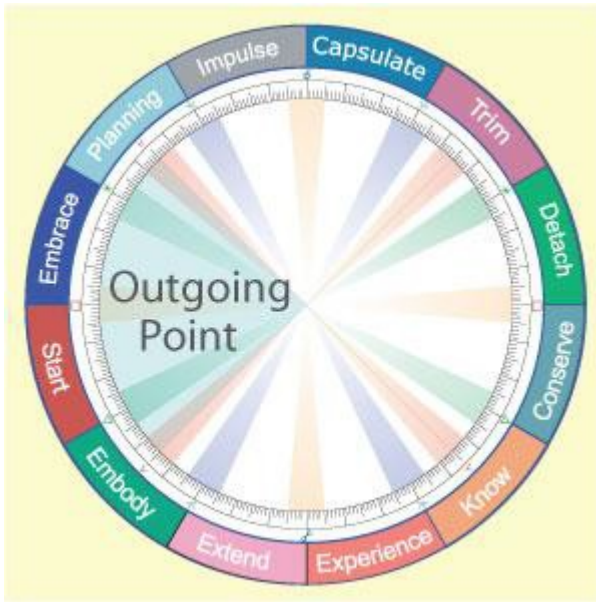 Capsulate
Trim
Detach
Conserve
Know
Experience
Extend
Embody
Start
Embrace
Planning
Impulse
Outgoing
Point